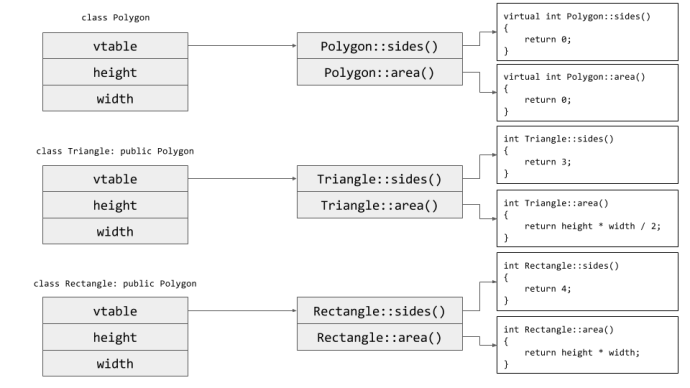 class Polygon
vtable
height
width
Polygon::sides()
Polygon::area()
virtual int Polygon::sides()
{
return 0;
}
virtual int Polygon::area()
{
return 0;
}
class Triangle: public Polygon
vtable
height
width
Triangle::sides()
Triangle::area()
int Triangle::sides()
{
return 3;
}
int Triangle::area()
{
return height * width / 2;
}
class Rectangle: public Polygon
vtable
height
width
Rectangle::sides()
Rectangle::area()
int Rectangle::sides()
{
return 4;
}
int Rectangle::area()
{
return height * width;
}